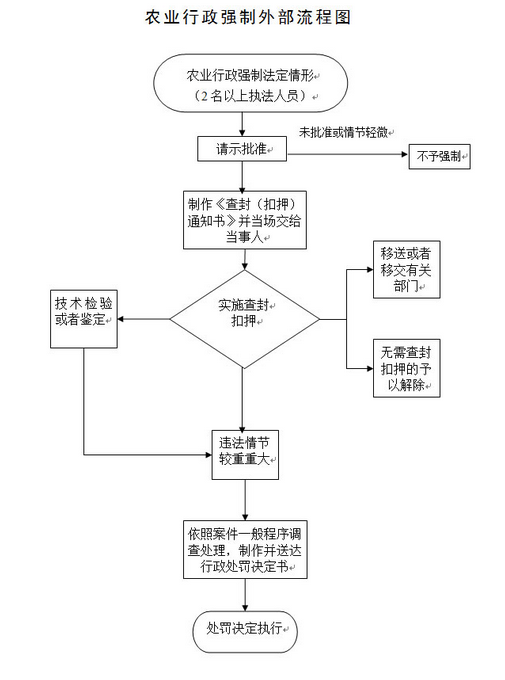 农业行政强制外部流程图
农业行政强制法定情形
（2名以上执法人员）
请示批准
未批准或情节轻微
不予强制
制作《查封（扣押）
通知书》并当场交给
当事人
实施查封
扣押
移送或者
移交有关
部门
技术检验
或者鉴定
无需查封
扣押的予
以解除
违法情节
较重重大
依照案件一般程序调
查处理，制作并送达
行政处罚决定书
处罚决定执行